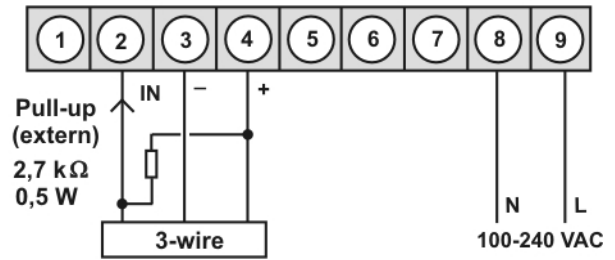 1 2 3 4 5 6 7 8 9
IN − +
Pull-up
(extern)
2,7 kΩ
0,5 W
3-wire
N L
100-240 VAC